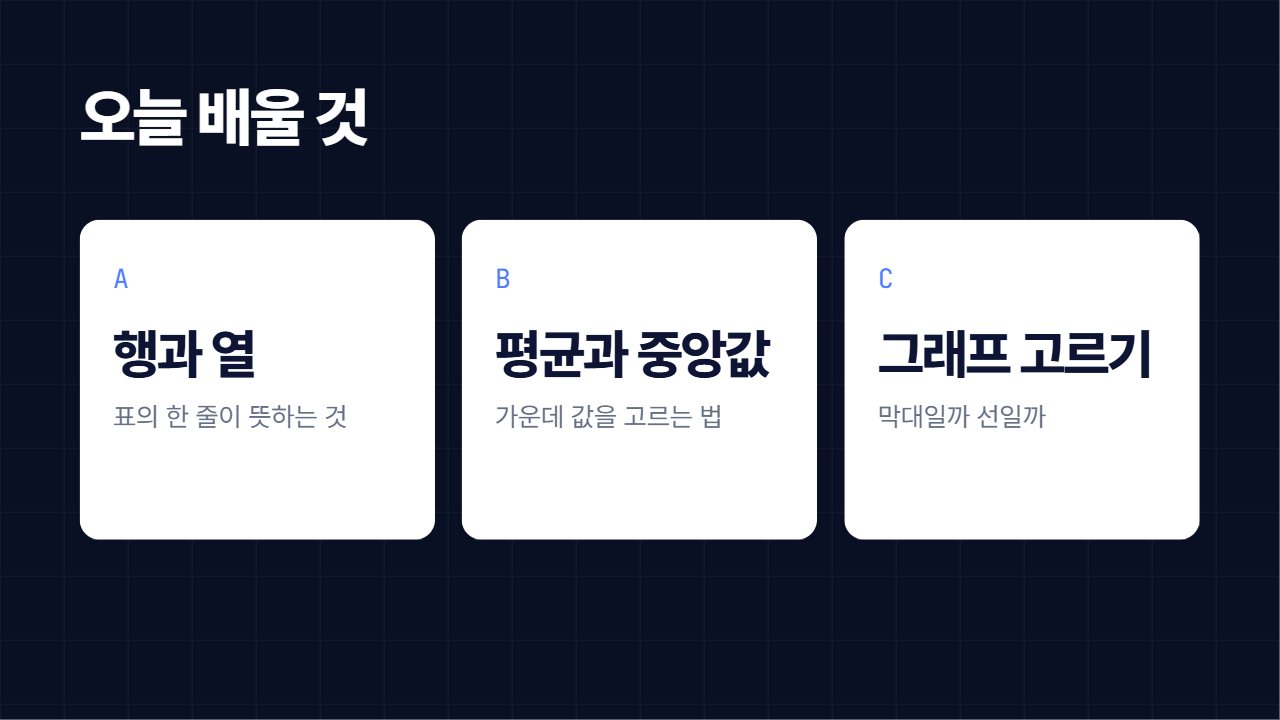 오늘 배울 것
A
행과 열
표의 한 줄이 뜻하는 것
B
평균과 중앙값
가운데 값을 고르는 법
C
그래프 고르기
막대일까 선일까